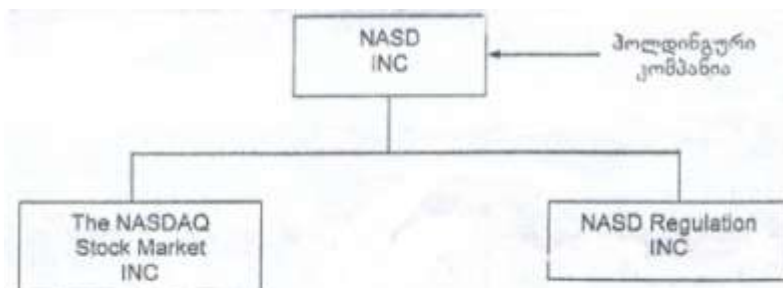 NASD
INC
ჰოლდინგური
კომპანია
The NASDAQ
Stock Market
INC
NASD Regulation
INC